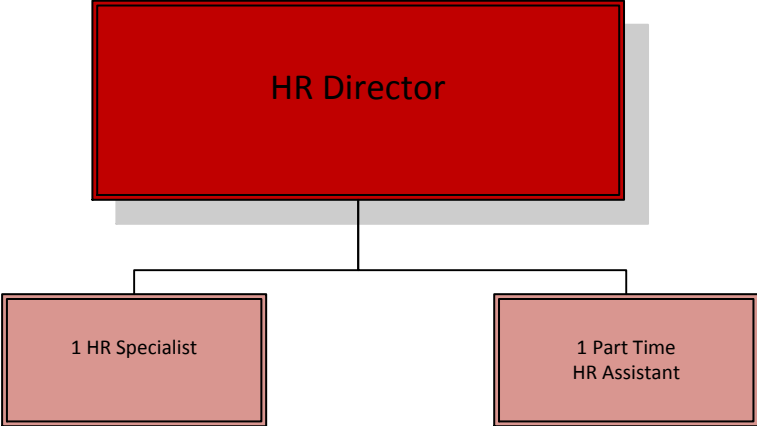 HR Director
1 HR Specialist
1 Part Time
HR Assistant